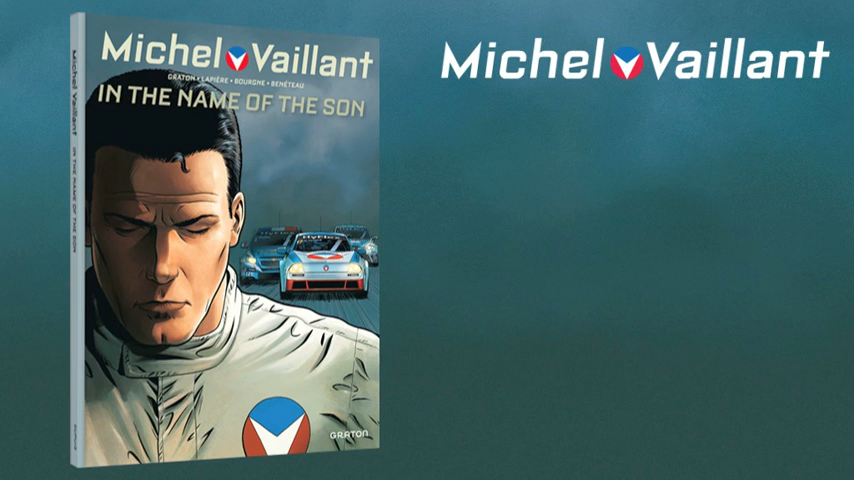 Michel Vaillant
GRATON • LAPIÈRE • BOURGNE • BENÉTEAU
IN THE NAME OF THE SON
Michel Vaillant
IN THE NAME OF THE SON
HyFlex
GRATON
Michel Vaillant